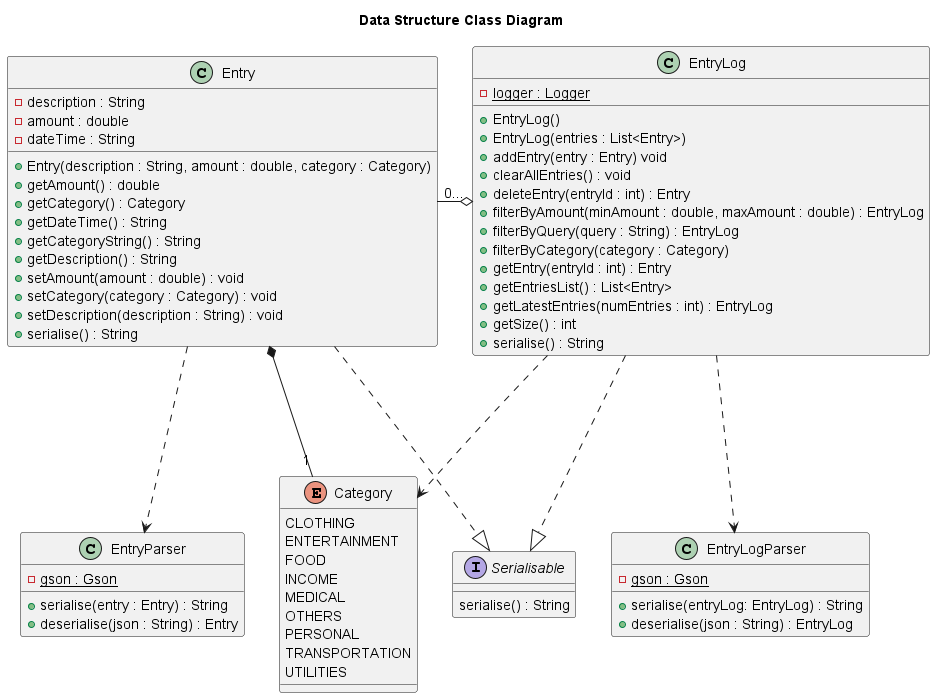 Data Structure Class Diagram
C Entry
description : String
amount : double
dateTime : String
Entry(description : String, amount : double, category : Category)
getAmount() : double
getCategory() : Category
getDateTime() : String
getCategoryString() : String
getDescription() : String
setAmount(amount : double) : void
setCategory(category : Category) : void
setDescription(description : String) : void
serialise() : String
0...
C EntryLog
logger : Logger
EntryLog()
EntryLog(entries : List<Entry>)
addEntry(entry : Entry) void
clearAllEntries() : void
deleteEntry(entryId : int) : Entry
filterByAmount(minAmount : double, maxAmount : double) : EntryLog
filterByQuery(query : String) : EntryLog
filterByCategory(category : Category)
getEntry(entryId : int) : Entry
getEntriesList() : List<Entry>
getLatestEntries(numEntries : int) : EntryLog
getSize() : int
serialise() : String
1
C EntryParser
gson : Gson
serialise(entry : Entry) : String
deserialise(json : String) : Entry
E Category
CLOTHING
ENTERTAINMENT
FOOD
INCOME
MEDICAL
OTHERS
PERSONAL
TRANSPORTATION
UTILITIES
I Serialisable
serialise() : String
C EntryLogParser
gson : Gson
serialise(entryLog: EntryLog) : String
deserialise(json : String) : EntryLog